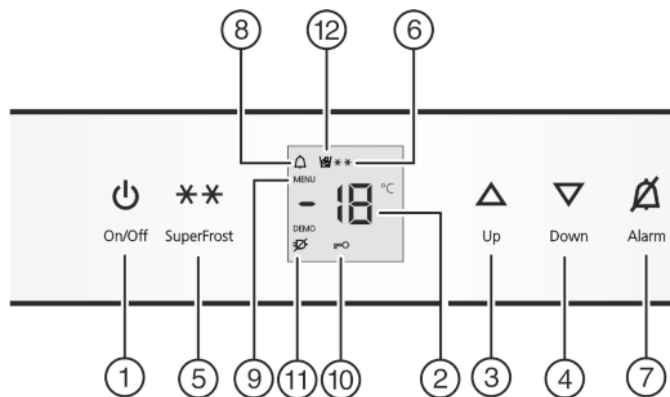 8 12 6
MENU
- 18 °C
DEMO
On/Off SuperFrost Up Down Alarm
1 5 9 11 10 2 3 4 7